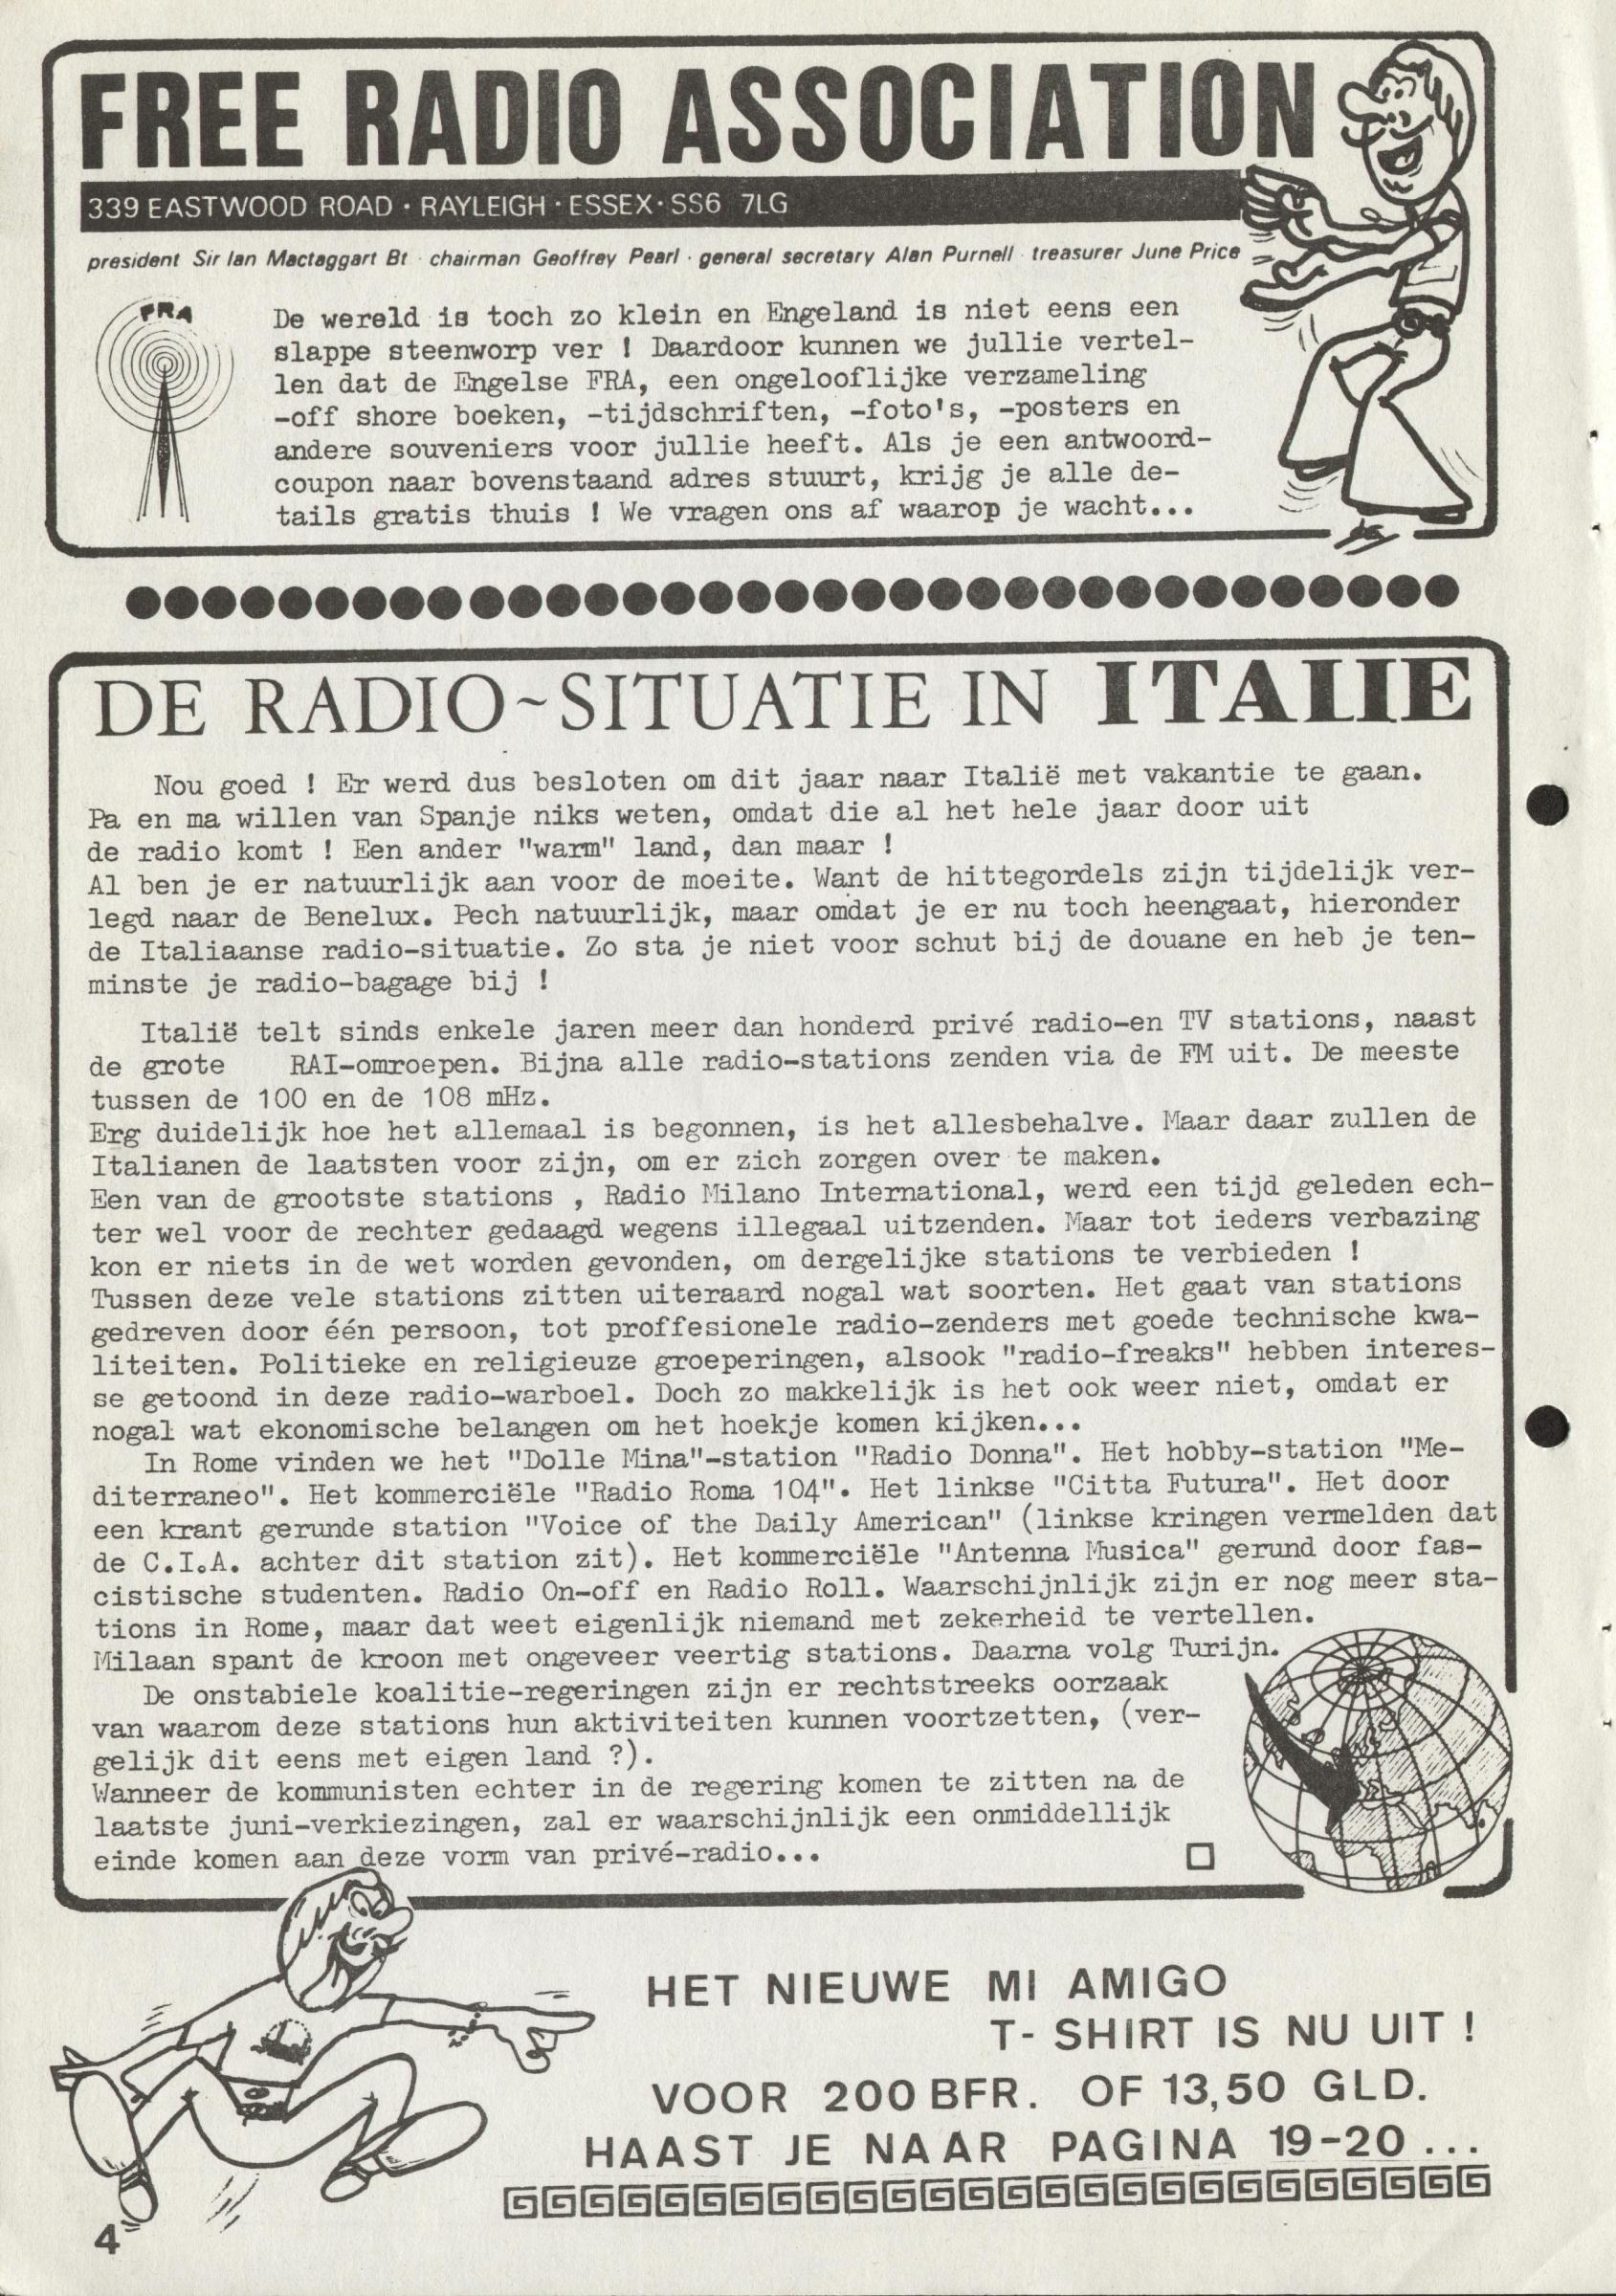 FREE RADIO ASSOCIATION
339 EASTWOOD ROAD · RAYLEIGH · ESSEX · SS6 7LG
president Sir Ian Mactaggart Bt · chairman Geoffrey Pearl · general secretary Alan Purnell · treasurer June Price
FRA
De wereld is toch zo klein en Engeland is niet eens een
slappe steenworp ver ! Daardoor kunnen we jullie vertel-
len dat de Engelse FRA, een ongelooflijke verzameling
-off shore boeken, -tijdschriften, -foto's, -posters en
andere souveniers voor jullie heeft. Als je een antwoord-
coupon naar bovenstaand adres stuurt, krijg je alle de-
tails gratis thuis ! We vragen ons af waarop je wacht...
DE RADIO~SITUATIE IN ITALIE
Nou goed ! Er werd dus besloten om dit jaar naar Italië met vakantie te gaan.
Pa en ma willen van Spanje niks weten, omdat die al het hele jaar door uit
de radio komt ! Een ander "warm" land, dan maar !
Al ben je er natuurlijk aan voor de moeite. Want de hittegordels zijn tijdelijk ver-
legd naar de Benelux. Pech natuurlijk, maar omdat je er nu toch heengaat, hieronder
de Italiaanse radio-situatie. Zo sta je niet voor schut bij de douane en heb je ten-
minste je radio-bagage bij !
Italië telt sinds enkele jaren meer dan honderd privé radio-en TV stations, naast
de grote RAI-omroepen. Bijna alle radio-stations zenden via de FM uit. De meeste
tussen de 100 en de 108 mHz.
Erg duidelijk hoe het allemaal is begonnen, is het allesbehalve. Maar daar zullen de
Italianen de laatsten voor zijn, om er zich zorgen over te maken.
Een van de grootste stations , Radio Milano International, werd een tijd geleden ech-
ter wel voor de rechter gedaagd wegens illegaal uitzenden. Maar tot ieders verbazing
kon er niets in de wet worden gevonden, om dergelijke stations te verbieden !
Tussen deze vele stations zitten uiteraard nogal wat soorten. Het gaat van stations
gedreven door één persoon, tot proffesionele radio-zenders met goede technische kwa-
liteiten. Politieke en religieuze groeperingen, alsook "radio-freaks" hebben interes-
se getoond in deze radio-warboel. Doch zo makkelijk is het ook weer niet, omdat er
nogal wat ekonomische belangen om het hoekje komen kijken...
In Rome vinden we het "Dolle Mina"-station "Radio Donna". Het hobby-station "Me-
diterraneo". Het kommerciële "Radio Roma 104". Het linkse "Citta Futura". Het door
een krant gerunde station "Voice of the Daily American" (linkse kringen vermelden dat
de C.I.A. achter dit station zit). Het kommerciële "Antenna Musica" gerund door fas-
cistische studenten. Radio On-off en Radio Roll. Waarschijnlijk zijn er nog meer sta-
tions in Rome, maar dat weet eigenlijk niemand met zekerheid te vertellen.
Milaan spant de kroon met ongeveer veertig stations. Daarna volg Turijn.
De onstabiele koalitie-regeringen zijn er rechtstreeks oorzaak
van waarom deze stations hun aktiviteiten kunnen voortzetten, (ver-
gelijk dit eens met eigen land ?).
Wanneer de kommunisten echter in de regering komen te zitten na de
laatste juni-verkiezingen, zal er waarschijnlijk een onmiddellijk
einde komen aan deze vorm van privé-radio...
HET NIEUWE MI AMIGO
T- SHIRT IS NU UIT !
VOOR 200 BFR. OF 13,50 GLD.
HAAST JE NAAR PAGINA 19-20...
4